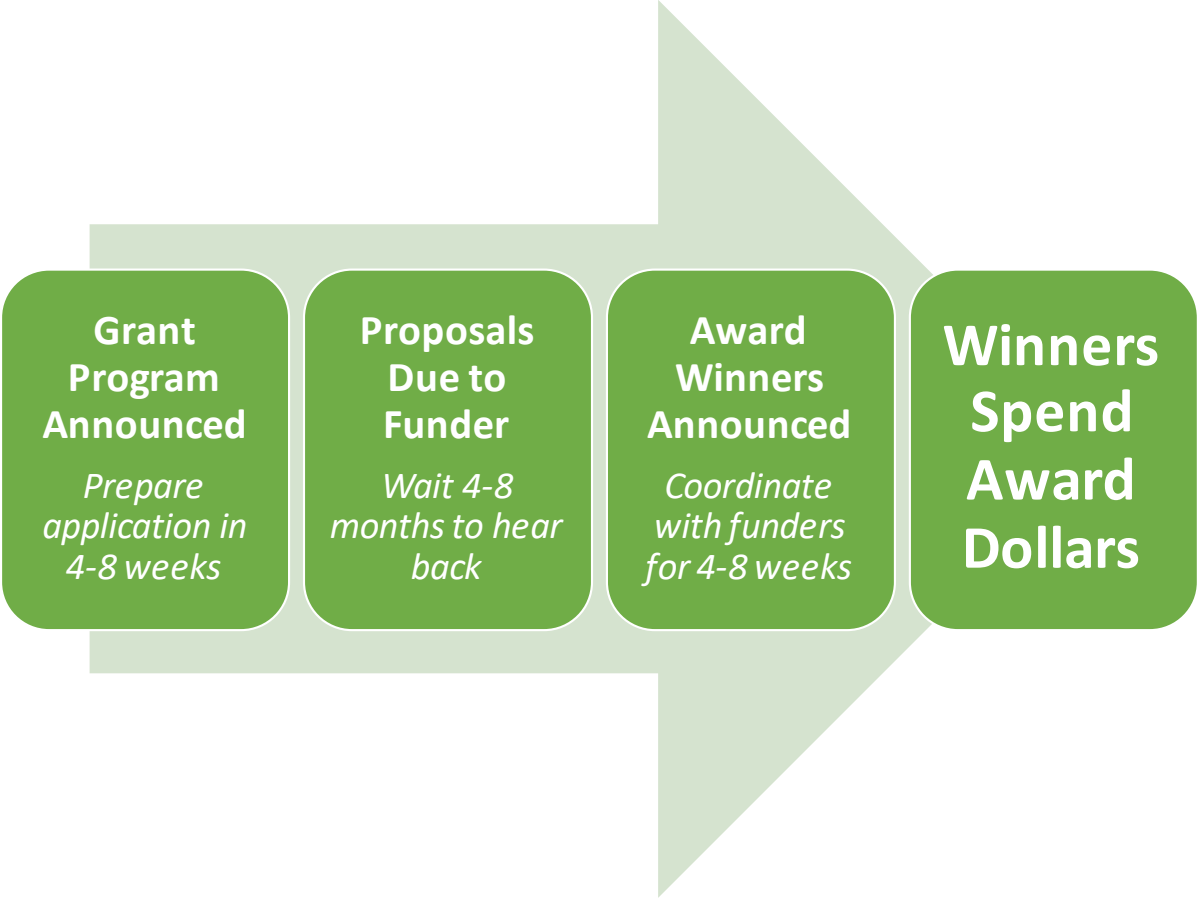 Grant
Program
Announced
Prepare
application in
4-8 weeks
Proposals
Due to
Funder
Wait 4-8
months to hear
back
Award
Winners
Announced
Coordinate
with funders
for 4-8 weeks
Winners
Spend
Award
Dollars